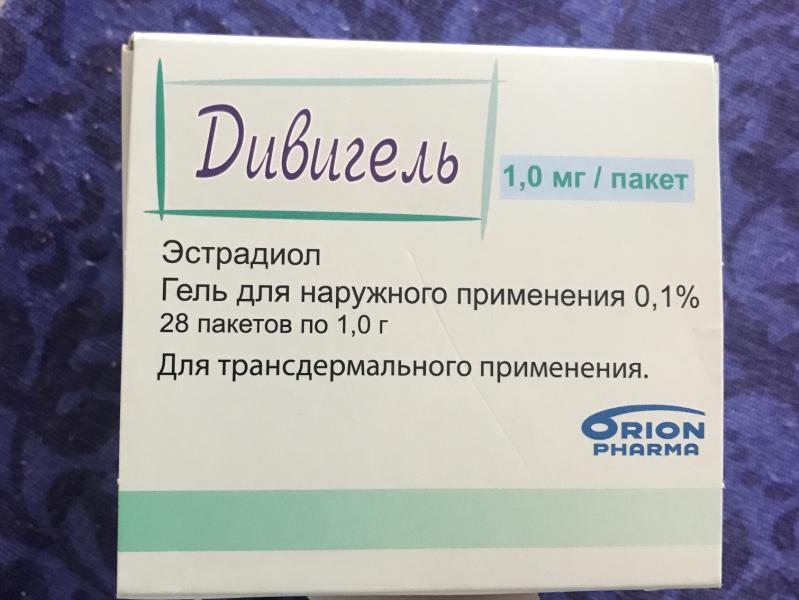 Дивигель
1,0 мг / пакет
Эстрадиол
Гель для наружного применения 0,1%
28 пакетов по 1,0 г
Для трансдермального применения.
ORION
PHARMA